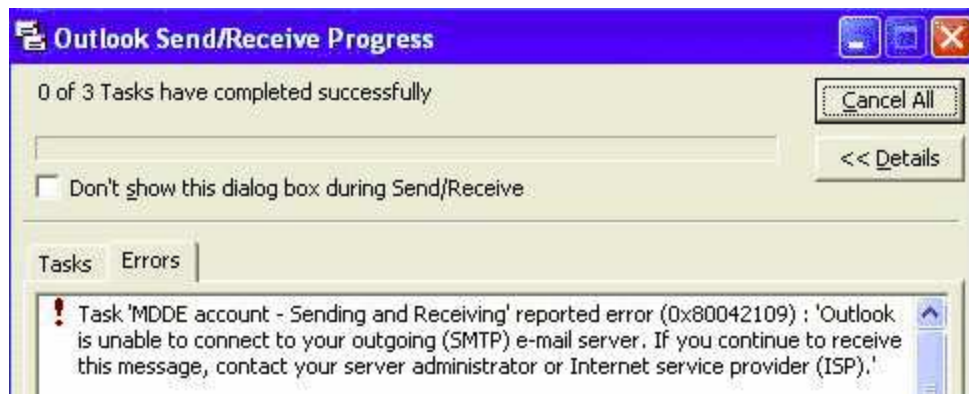 Outlook Send/Receive Progress
0 of 3 Tasks have completed successfully
Cancel All
<< Details
Don't show this dialog box during Send/Receive
Tasks Errors
! Task 'MDDE account - Sending and Receiving' reported error (0x80042109) : 'Outlook
is unable to connect to your outgoing (SMTP) e-mail server. If you continue to receive
this message, contact your server administrator or Internet service provider (ISP).'